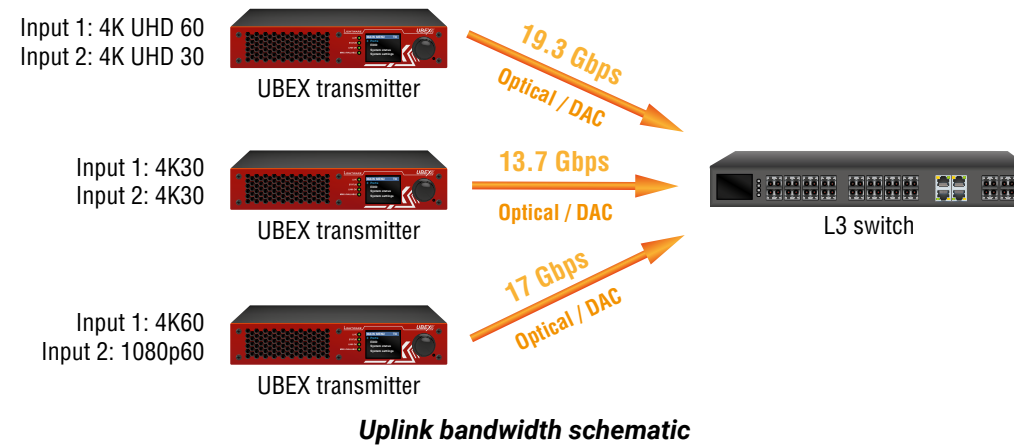 Input 1: 4K UHD 60
Input 2: 4K UHD 30
UBEX transmitter
19.3 Gbps
Optical / DAC
Input 1: 4K30
Input 2: 4K30
UBEX transmitter
13.7 Gbps
Optical / DAC
L3 switch
Input 1: 4K60
Input 2: 1080p60
UBEX transmitter
17 Gbps
Optical / DAC
Uplink bandwidth schematic